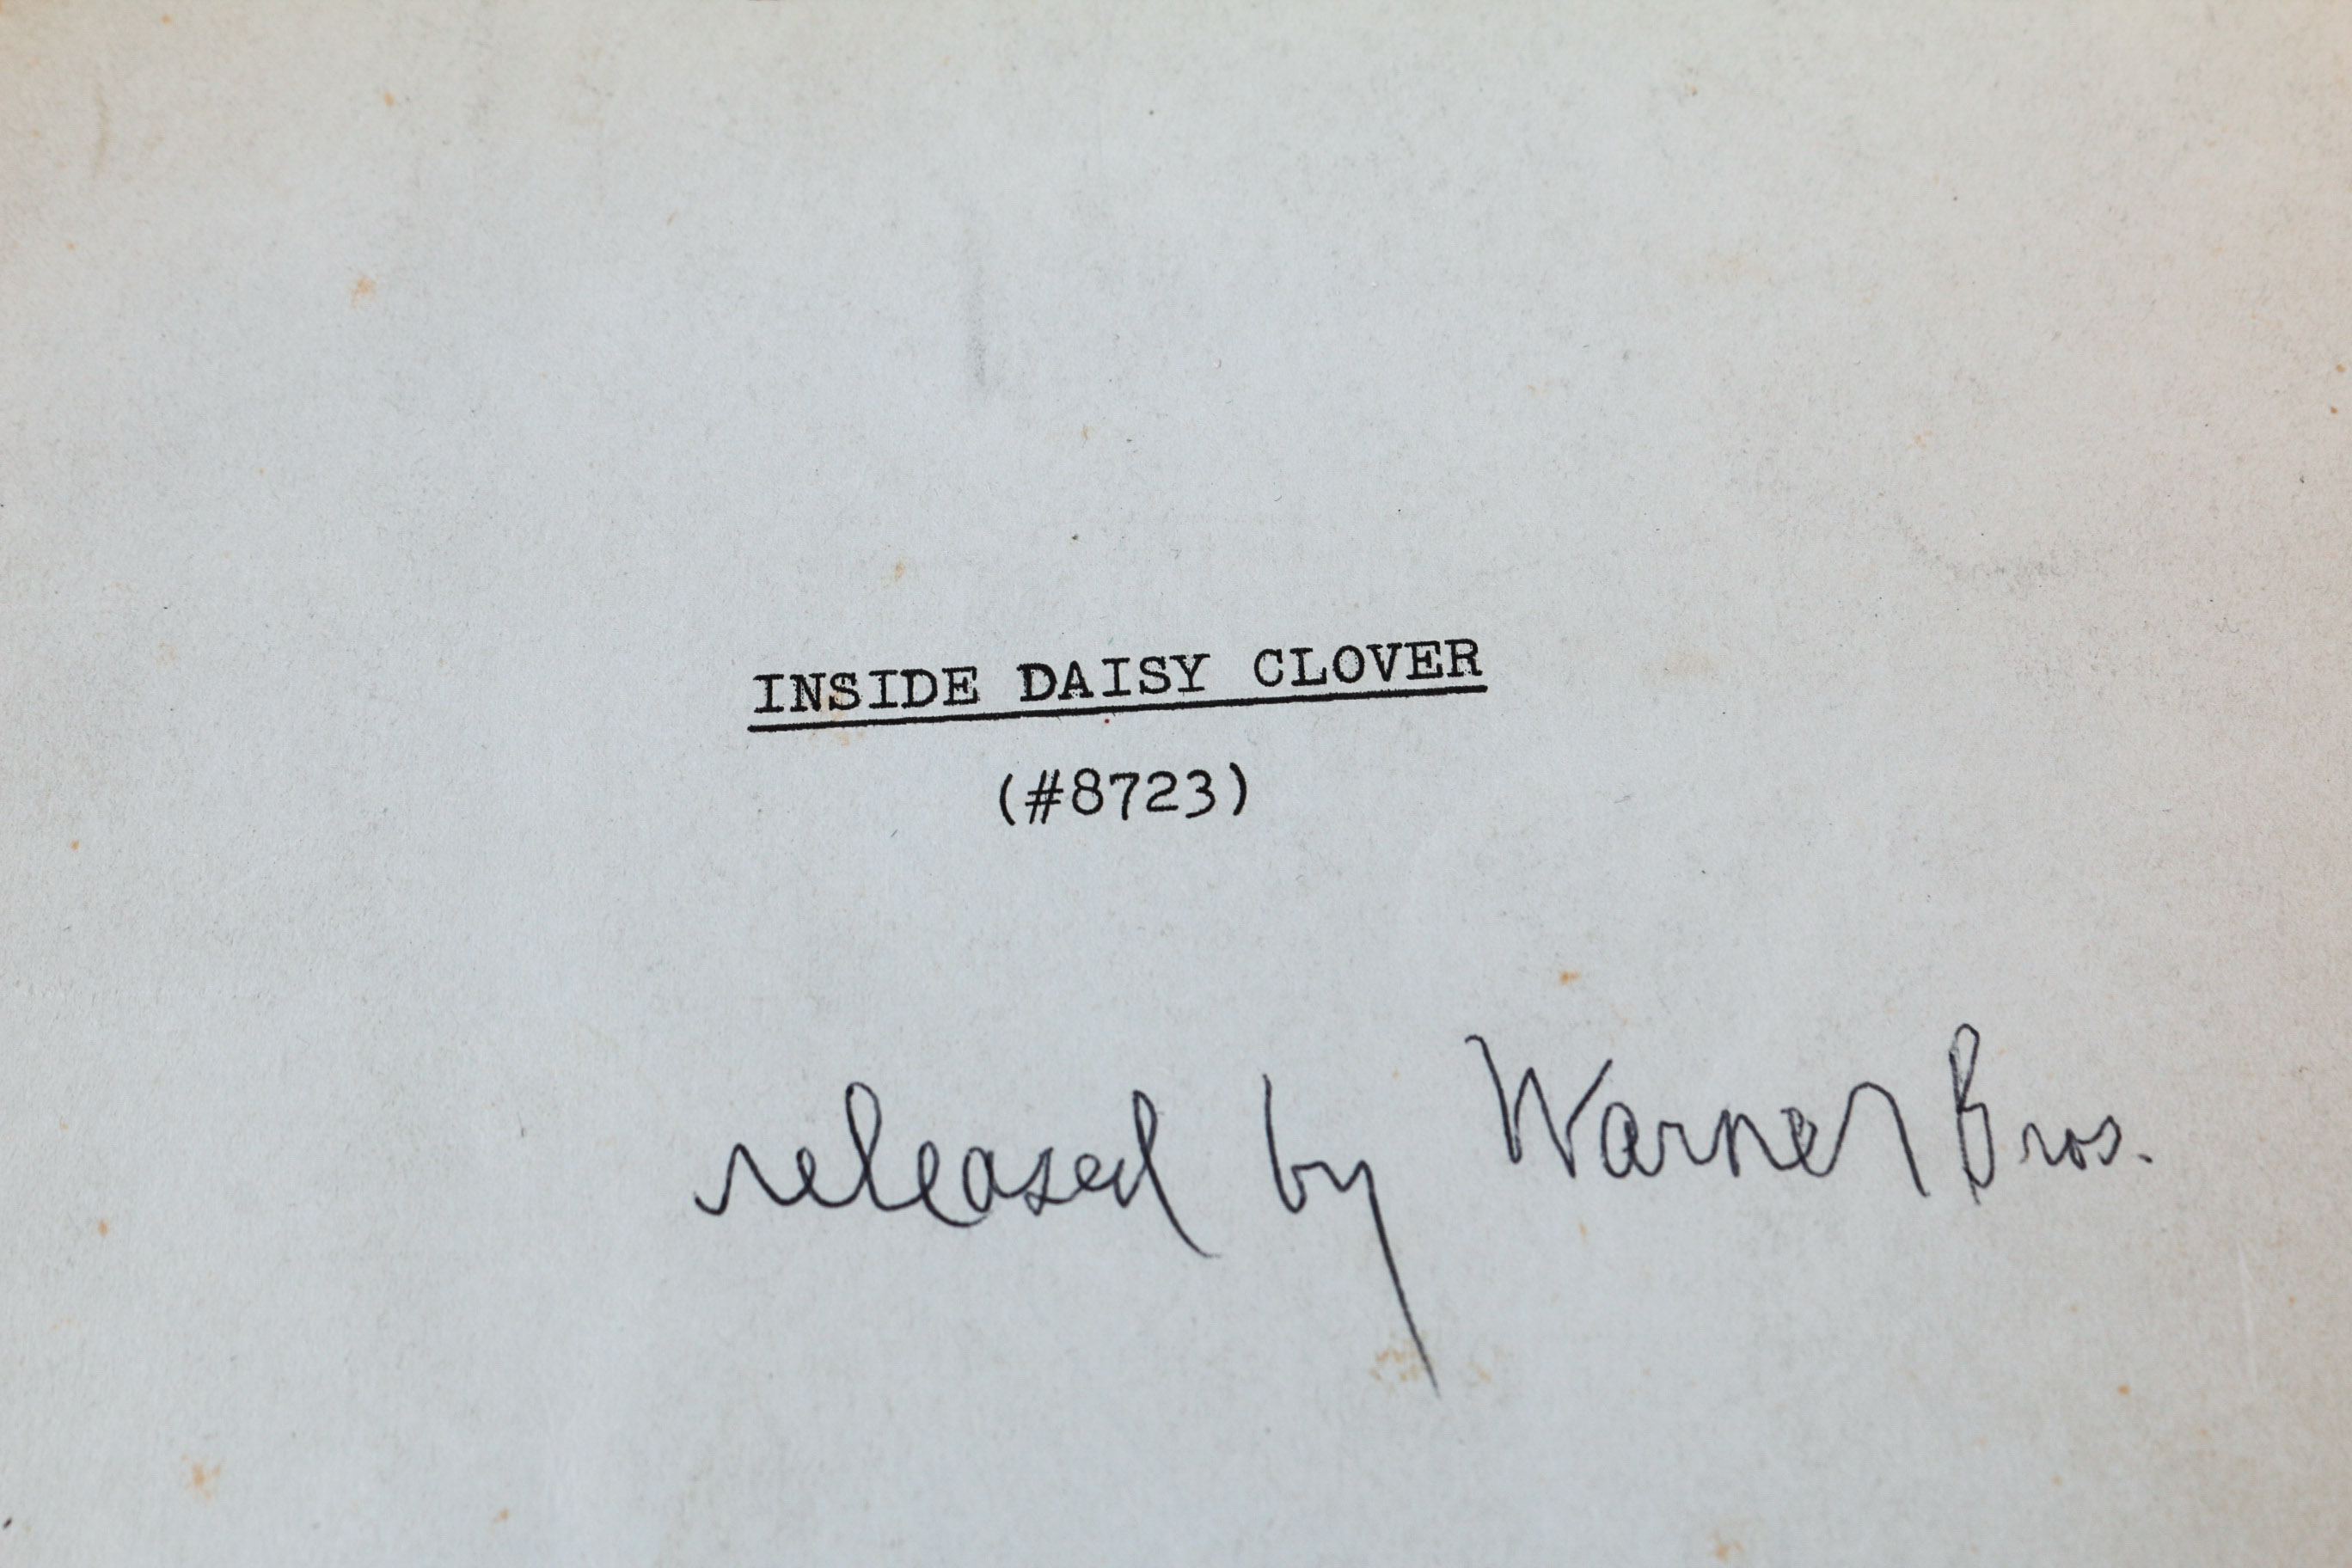 INSIDE DAISY CLOVER
(#8723)
released by Warner Bros.